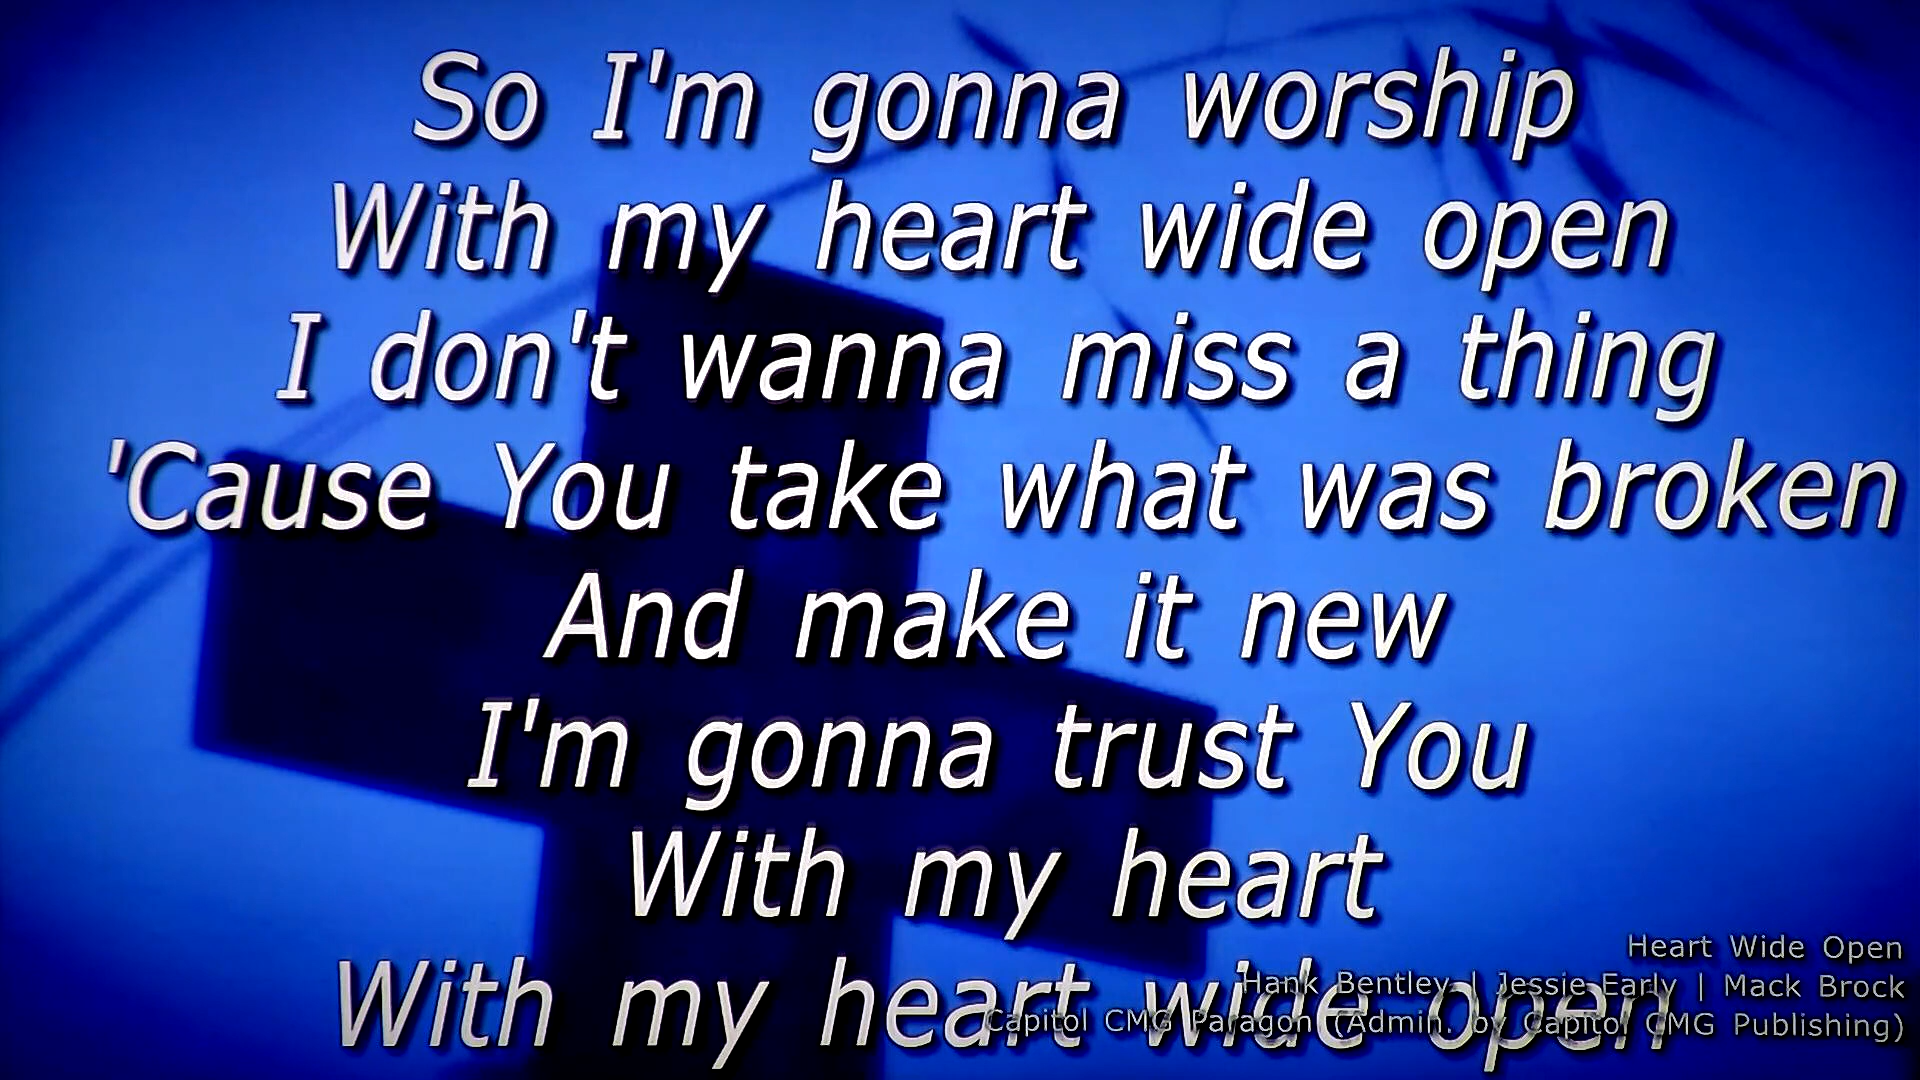 So I'm gonna worship
With my heart wide open
I don't wanna miss a thing
'Cause You take what was broken
And make it new
I'm gonna trust You
With my heart
With my heart wide open
Heart Wide Open
Hank Bentley | Jessie Early | Mack Brock
Capitol CMG Paragon (Admin. by Capitol CMG Publishing)